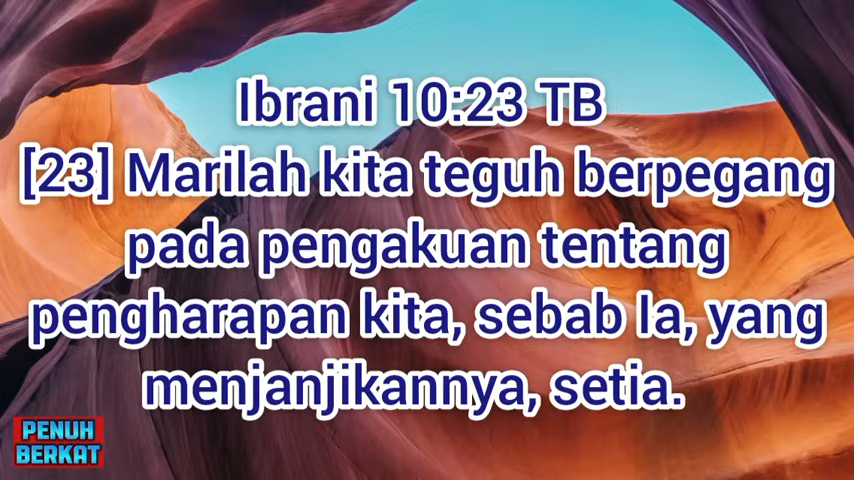 Ibrani 10:23 TB
[23] Marilah kita teguh berpegang
pada pengakuan tentang
pengharapan kita, sebab Ia, yang
menjanjikannya, setia.
PENUH
BERKAT